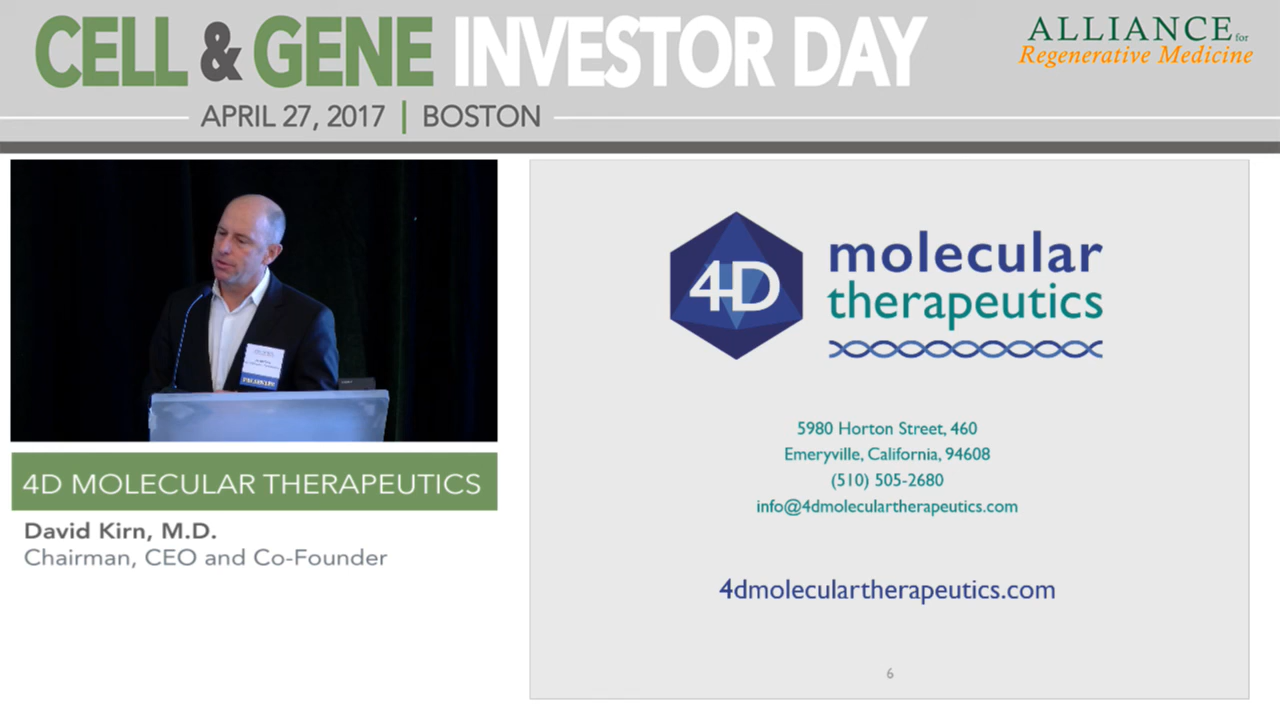 CELL & GENE INVESTOR DAY
APRIL 27, 2017 | BOSTON
ALLIANCE for
Regenerative Medicine
4D MOLECULAR THERAPEUTICS
David Kirn, M.D.
Chairman, CEO and Co-Founder
4D
molecular
therapeutics
5980 Horton Street, 460
Emeryville, California, 94608
(510) 505-2680
info@4dmoleculartherapeutics.com
4dmoleculartherapeutics.com
6